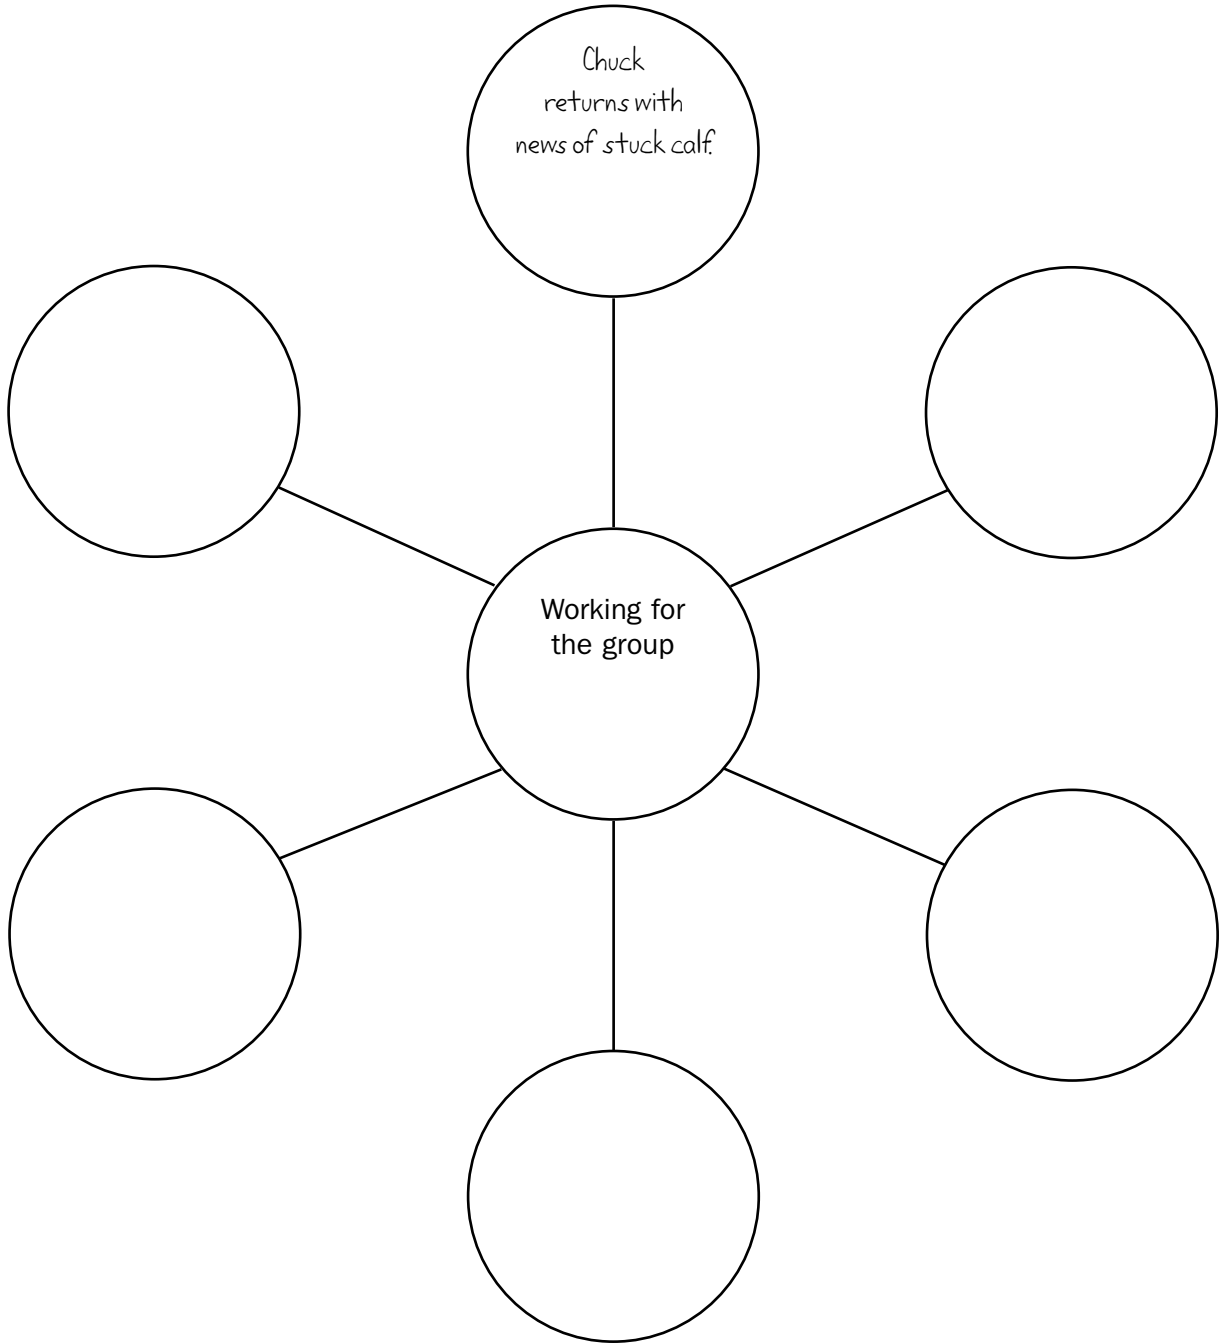 Chuck
returns with
news of stuck calf.
Working for
the group